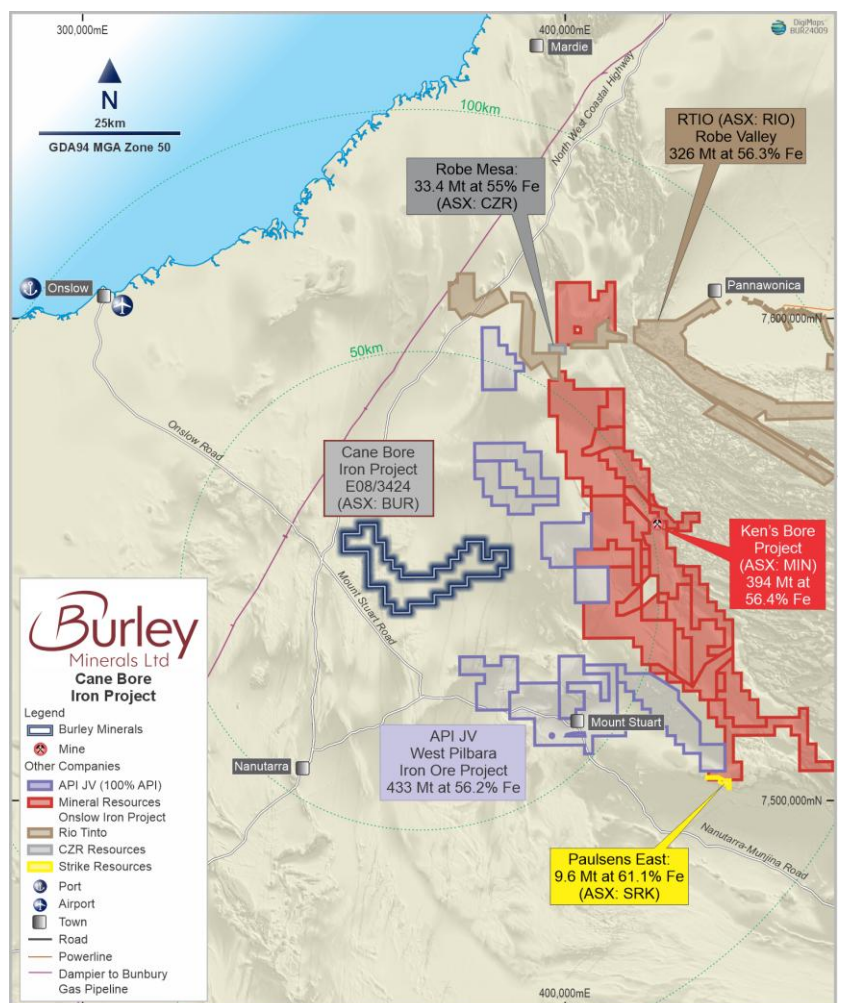 300,000mE
400,000mE
DigiMaps
BUR24009
Mardie
N
25km
GDA94 MGA Zone 50
100km
North West Coastal Highway
RTIO (ASX: RIO)
Robe Valley
326 Mt at 56.3% Fe
Robe Mesa:
33.4 Mt at 55% Fe
(ASX: CZR)
Onslow
Pannawonica
7,600,000mN
50km
Onslow Road
Cane Bore
Iron Project
E08/3424
(ASX: BUR)
Ken's Bore
Project
(ASX: MIN)
394 Mt at
56.4% Fe
Mount Stuart Road
Mount Stuart
API JV
West Pilbara
Iron Ore Project
433 Mt at 56.2% Fe
Nanutarra
7,500,000mN
Nanutarra-Munjina Road
Paulsens East:
9.6 Mt at 61.1% Fe
(ASX: SRK)
Burley
Minerals Ltd
Cane Bore
Iron Project
Legend
Burley Minerals
Mine
Other Companies
API JV (100% API)
Mineral Resources
Onslow Iron Project
Rio Tinto
CZR Resources
Strike Resources
Port
Airport
Town
Road
Powerline
Dampier to Bunbury
Gas Pipeline
400,000mE